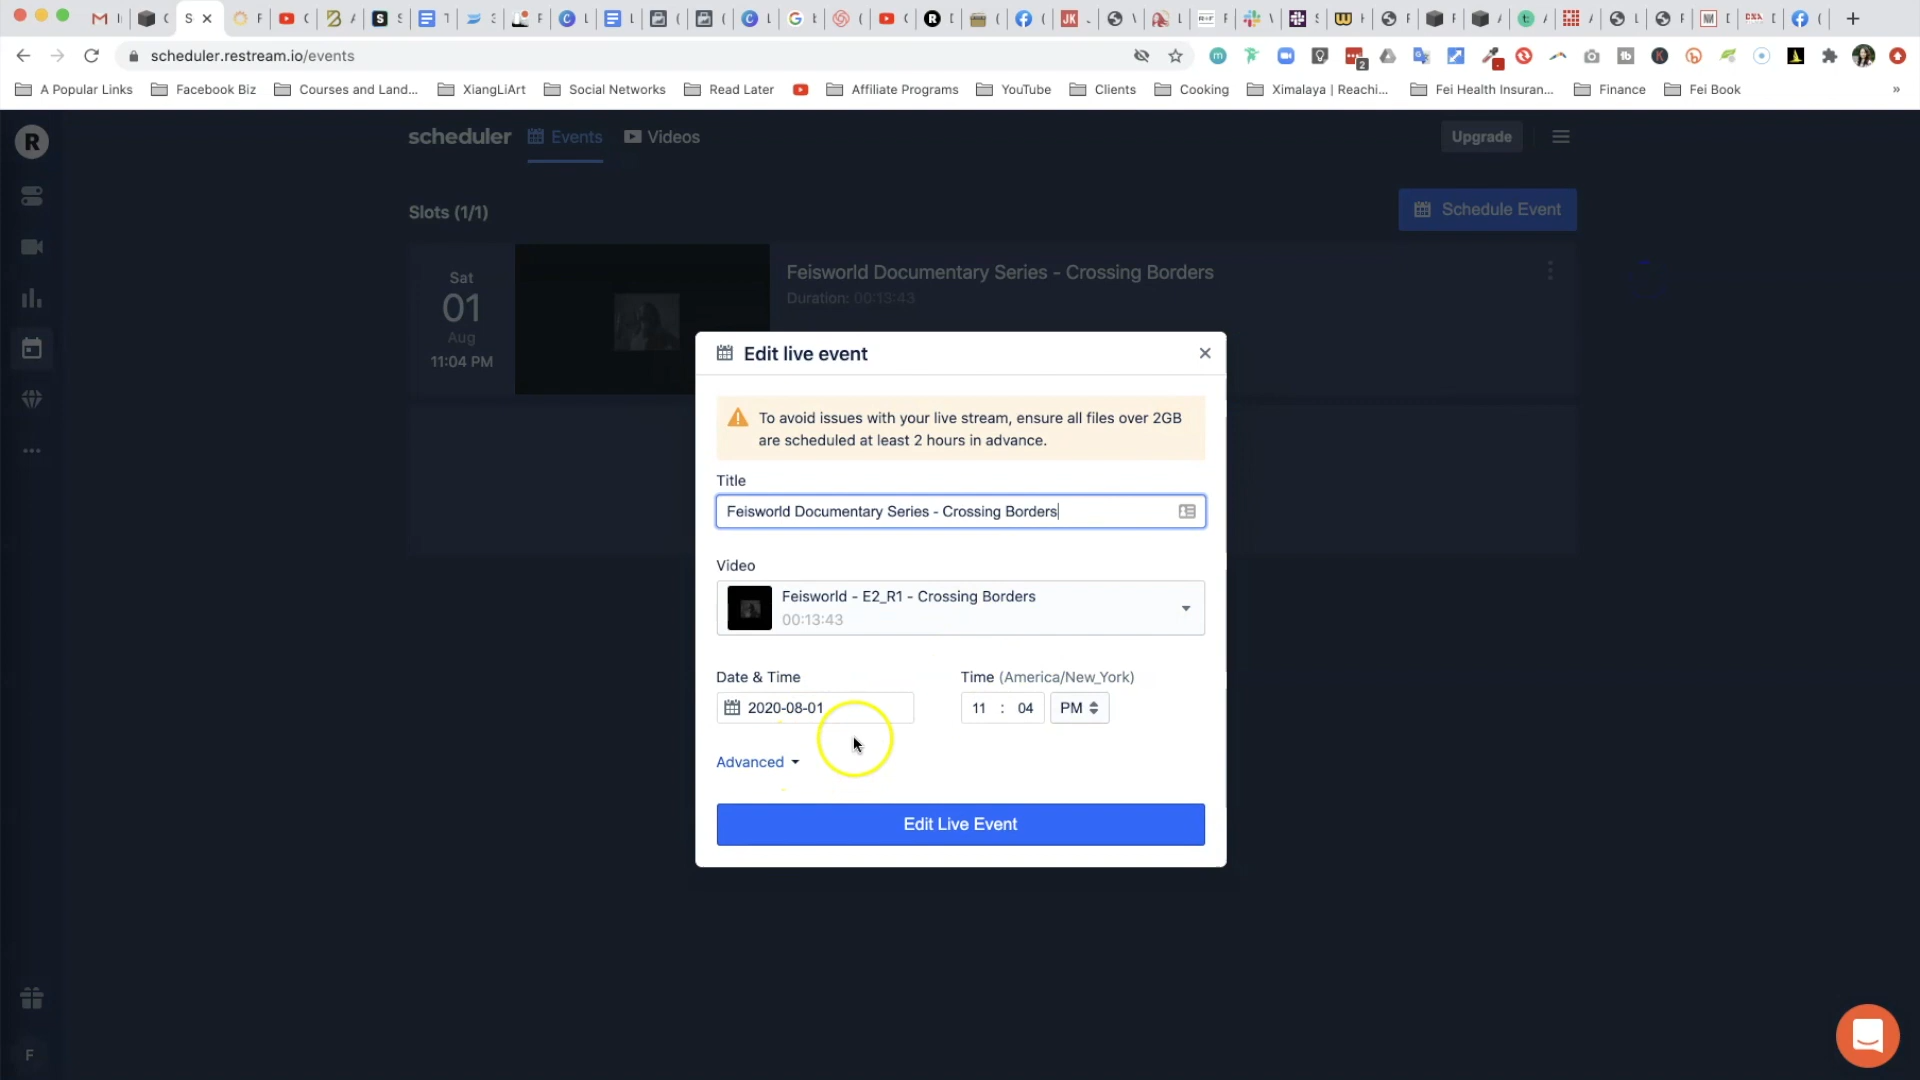 scheduler.restream.io/events
A Popular Links
Facebook Biz
Courses and Land...
XiangLiArt
Social Networks
Read Later
Affiliate Programs
YouTube
Clients
Cooking
Ximalaya | Reachi...
Fei Health Insuran...
Finance
Fei Book
»
R
scheduler
Events
Videos
Upgrade
Slots (1/1)
Schedule Event
Sat
01
Aug
11:04 PM
Feisworld Documentary Series - Crossing Borders
Duration: 00:13:43
Edit live event
To avoid issues with your live stream, ensure all files over 2GB
are scheduled at least 2 hours in advance.
Title
Feisworld Documentary Series - Crossing Borders
Video
Feisworld - E2_R1 - Crossing Borders
00:13:43
Date & Time
Time (America/New_York)
2020-08-01
11 : 04 PM
Advanced
Edit Live Event
F